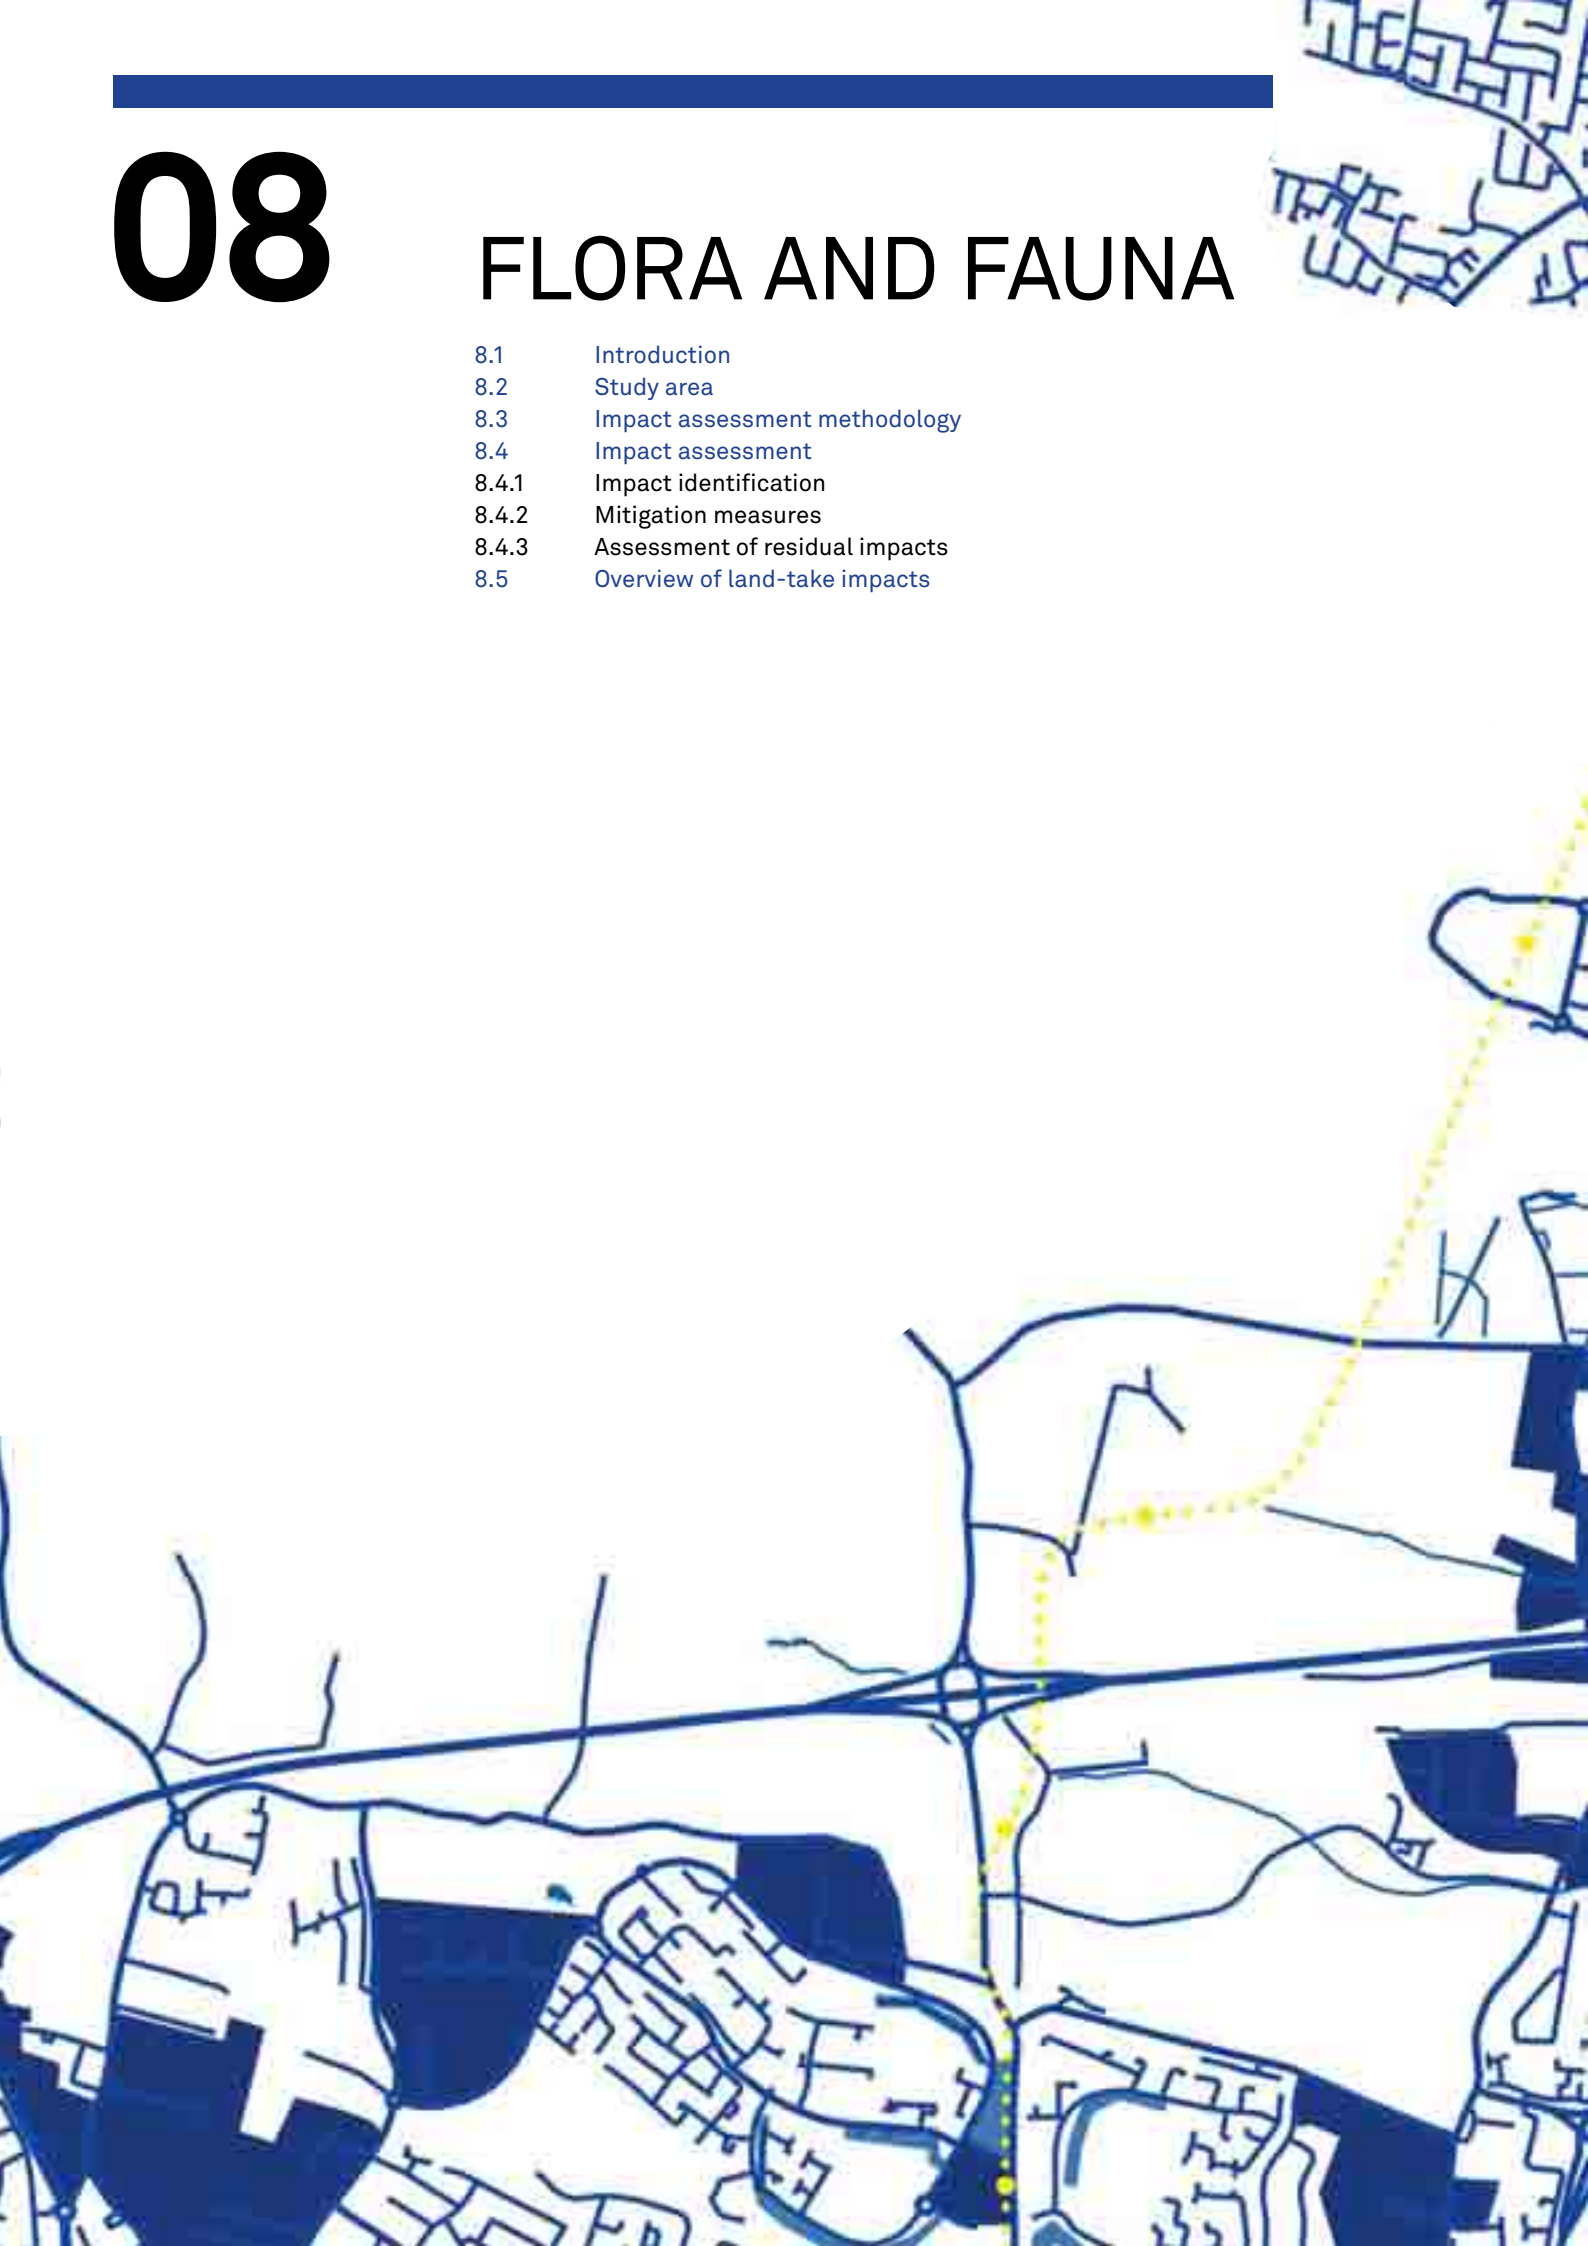 08 FLORA AND FAUNA
8.1 Introduction
8.2 Study area
8.3 Impact assessment methodology
8.4 Impact assessment
8.4.1 Impact identification
8.4.2 Mitigation measures
8.4.3 Assessment of residual impacts
8.5 Overview of land-take impacts